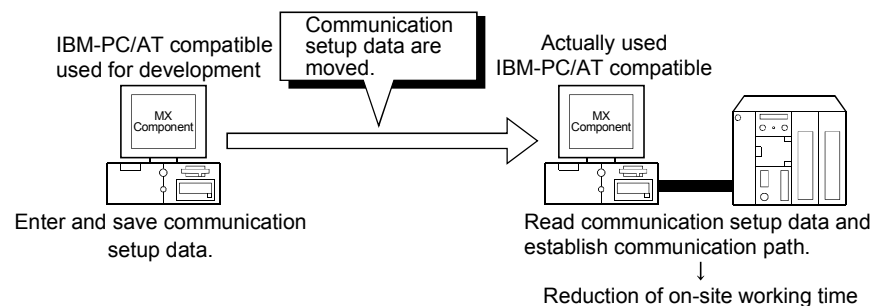 Communication
setup data are
moved.
IBM-PC/AT compatible
used for development
Actually used
IBM-PC/AT compatible
MX
Component
MX
Component
Enter and save communication
setup data.
Read communication setup data and
establish communication path.
↓
Reduction of on-site working time